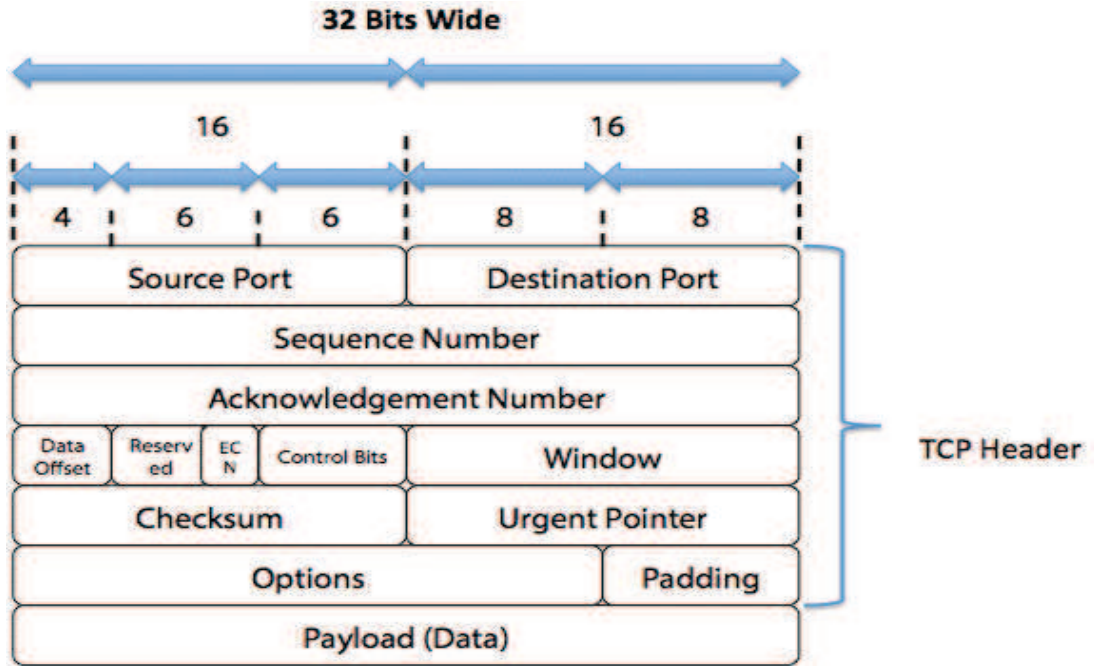 32 Bits Wide
16 16
4 6 6 8 8
Source Port Destination Port
Sequence Number
Acknowledgement Number
Data Offset Reserv ed EC N Control Bits Window
TCP Header
Checksum Urgent Pointer
Options Padding
Payload (Data)